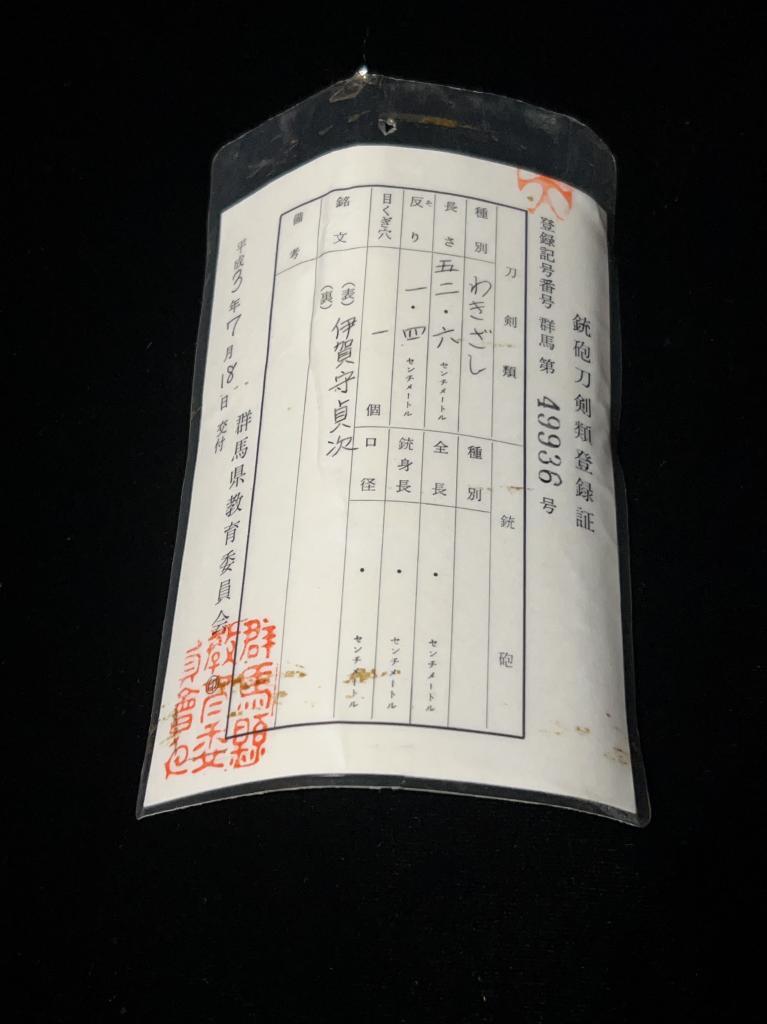 銃砲刀剣類登録証
登録記号番号 群馬 第 49936 号
刀剣類
種別 わきざし
長さ 五二・六 センチメートル
反り そ 一・四 センチメートル
目くぎ穴 一 個
銘文 (表) 伊賀守貞次
(裏)
備考
銃砲
種別
全長 ・ センチメートル
銃身長 ・ センチメートル
口径 ・ センチメートル
平成3年7月18日交付
群馬県教育委員会
群馬縣
教育委
員會印